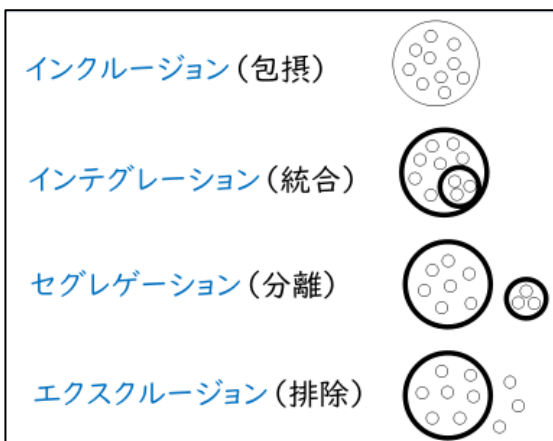 インクルージョン(包摂)
インテグレーション(統合)
セグレゲーション(分離)
エクスクルージョン(排除)